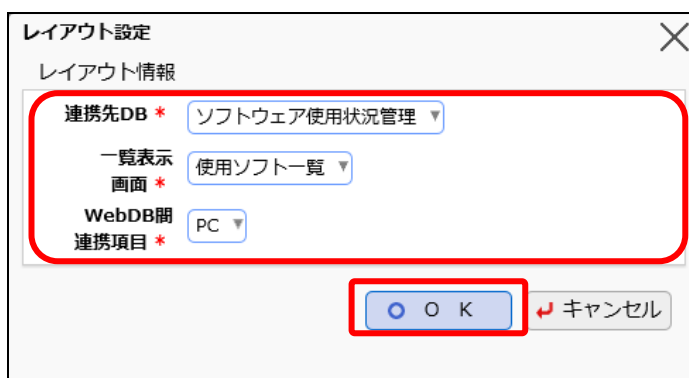 レイアウト設定
レイアウト情報
連携先DB * ソフトウェア使用状況管理
一覧表示
画面 * 使用ソフト一覧
WebDB間
連携項目 * PC
OK キャンセル